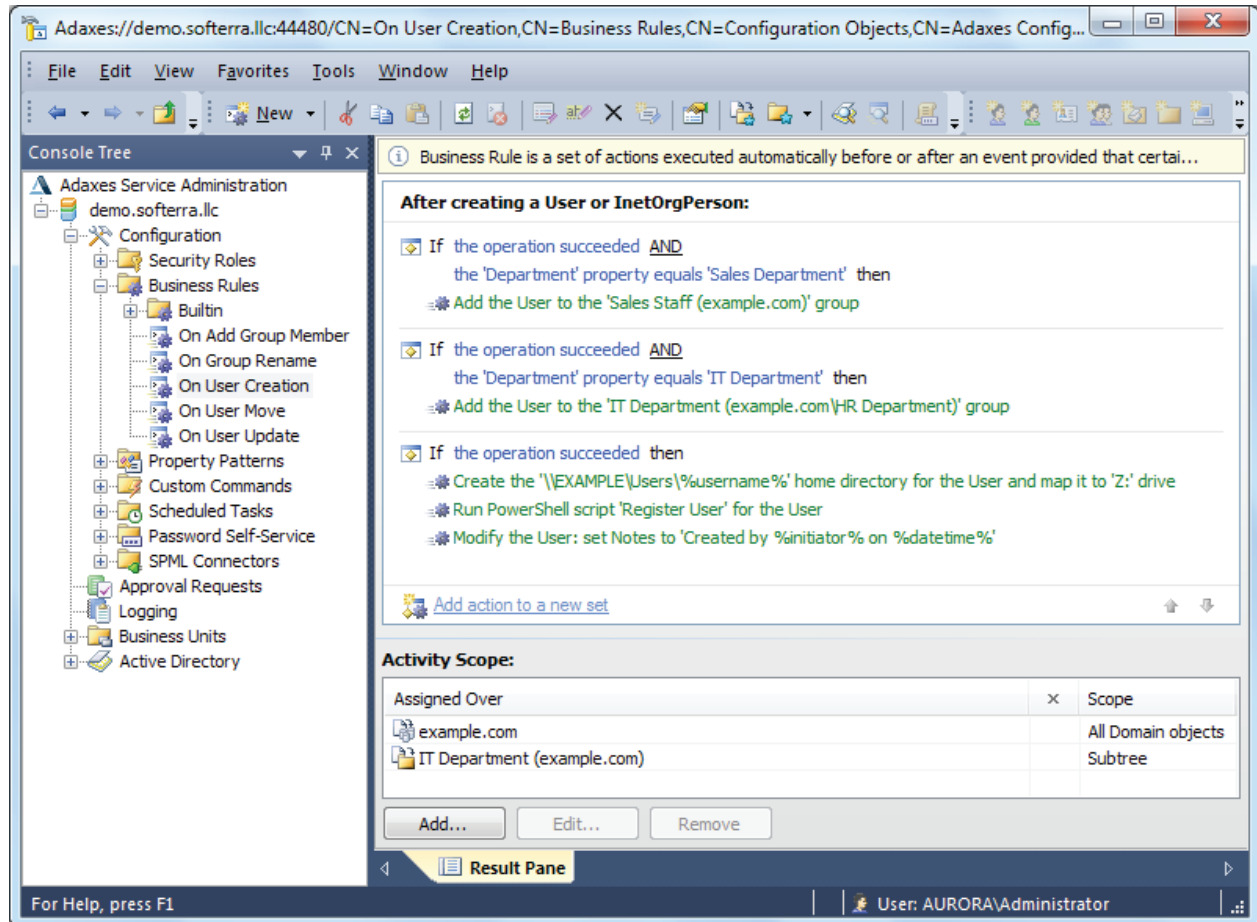 Adaxes://demo.softerra.llc:44480/CN=On User Creation,CN=Business Rules,CN=Configuration Objects,CN=Adaxes Config...
File Edit View Favorites Tools Window Help
New
Console Tree
Adaxes Service Administration
demo.softerra.llc
Configuration
Security Roles
Business Rules
Builtin
On Add Group Member
On Group Rename
On User Creation
On User Move
On User Update
Property Patterns
Custom Commands
Scheduled Tasks
Password Self-Service
SPML Connectors
Approval Requests
Logging
Business Units
Active Directory
Business Rule is a set of actions executed automatically before or after an event provided that certai...
After creating a User or InetOrgPerson:
If the operation succeeded AND
the 'Department' property equals 'Sales Department' then
Add the User to the 'Sales Staff (example.com)' group
If the operation succeeded AND
the 'Department' property equals 'IT Department' then
Add the User to the 'IT Department (example.com\HR Department)' group
If the operation succeeded then
Create the '\\EXAMPLE\Users\%username%' home directory for the User and map it to 'Z:' drive
Run PowerShell script 'Register User' for the User
Modify the User: set Notes to 'Created by %initiator% on %datetime%'
Add action to a new set
Activity Scope:
Assigned Over Scope
example.com All Domain objects
IT Department (example.com) Subtree
Add... Edit... Remove
Result Pane
For Help, press F1 User: AURORA\Administrator